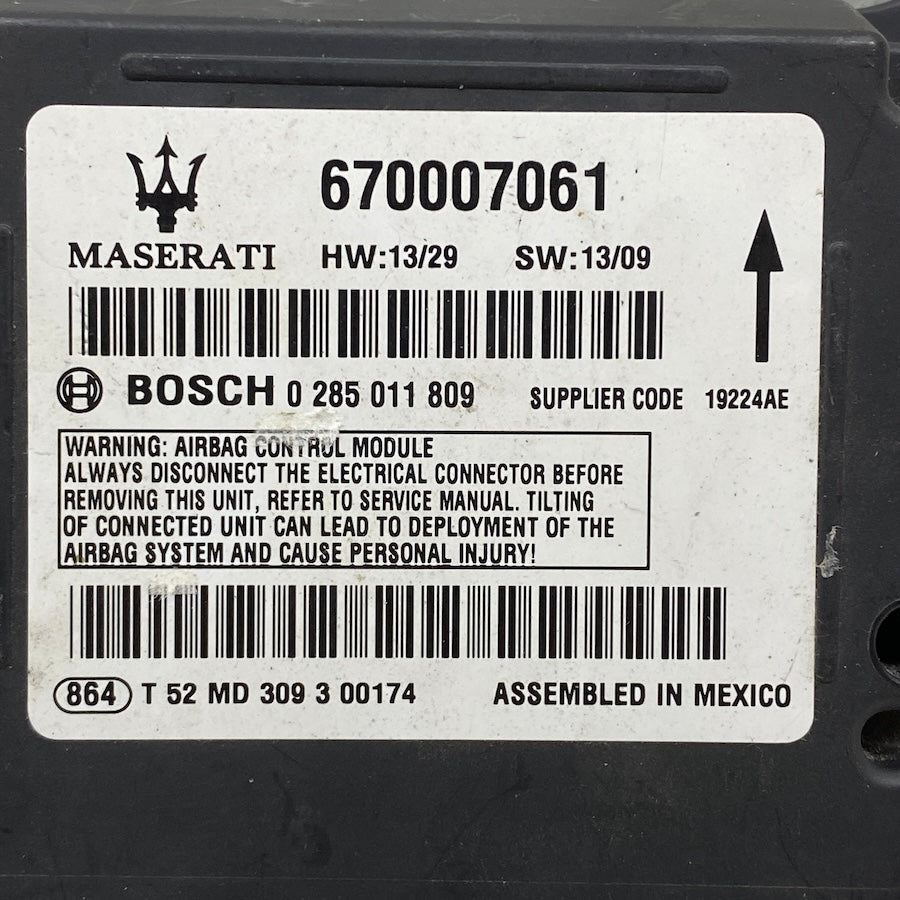 670007061
MASERATI HW:13/29 SW:13/09
BOSCH 0 285 011 809 SUPPLIER CODE 19224AE
WARNING: AIRBAG CONTROL MODULE
ALWAYS DISCONNECT THE ELECTRICAL CONNECTOR BEFORE
REMOVING THIS UNIT, REFER TO SERVICE MANUAL. TILTING
OF CONNECTED UNIT CAN LEAD TO DEPLOYMENT OF THE
AIRBAG SYSTEM AND CAUSE PERSONAL INJURY!
864 T 52 MD 309 3 00174 ASSEMBLED IN MEXICO